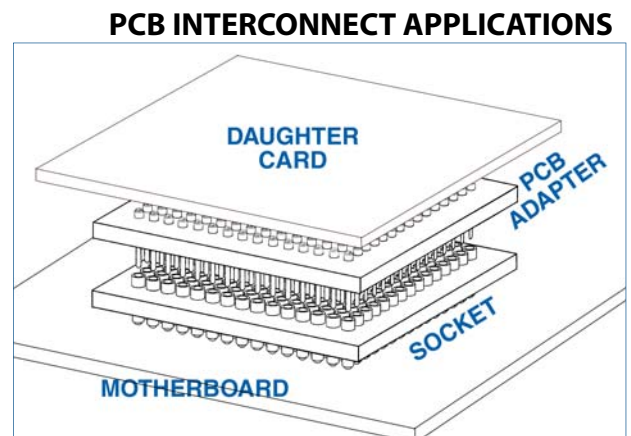 PCB INTERCONNECT APPLICATIONS
DAUGHTER
CARD
PCB
ADAPTER
SOCKET
MOTHERBOARD